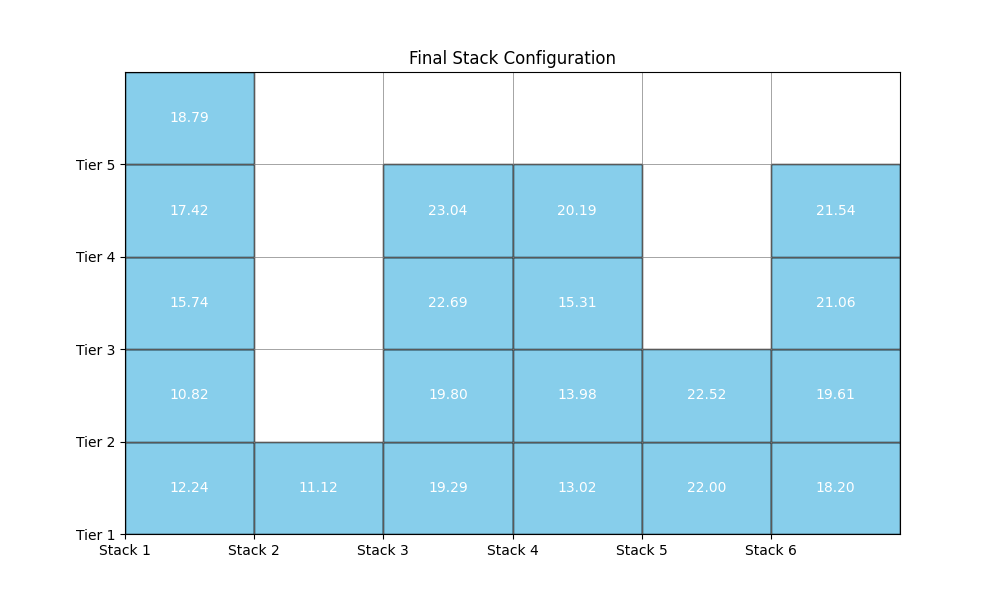 Final Stack Configuration
18.79
Tier 5
17.42 23.04 20.19 21.54
Tier 4
15.74 22.69 15.31 21.06
Tier 3
10.82 19.80 13.98 22.52 19.61
Tier 2
12.24 11.12 19.29 13.02 22.00 18.20
Tier 1
Stack 1 Stack 2 Stack 3 Stack 4 Stack 5 Stack 6